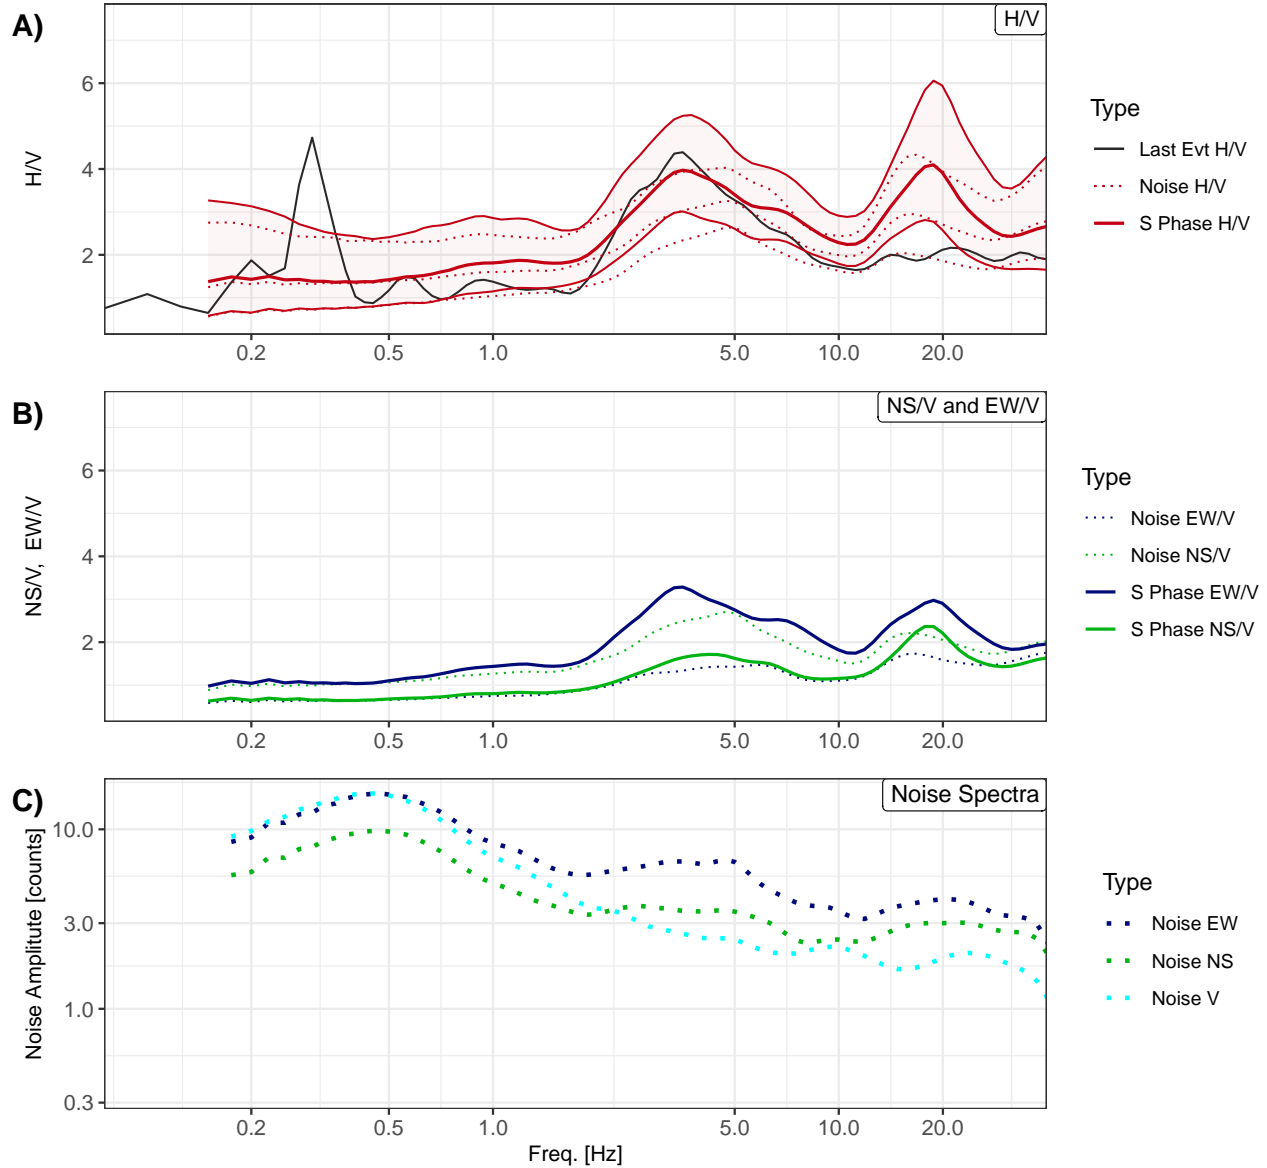 A)
H/V
H/V
6
4
2
0.2 0.5 1.0 5.0 10.0 20.0
Type
Last Evt H/V
Noise H/V
S Phase H/V
B)
NS/V and EW/V
NS/V, EW/V
6
4
2
0.2 0.5 1.0 5.0 10.0 20.0
Type
Noise EW/V
Noise NS/V
S Phase EW/V
S Phase NS/V
C)
Noise Spectra
Noise Amplitute [counts]
10.0
3.0
1.0
0.3
0.2 0.5 1.0 5.0 10.0 20.0
Freq. [Hz]
Type
Noise EW
Noise NS
Noise V